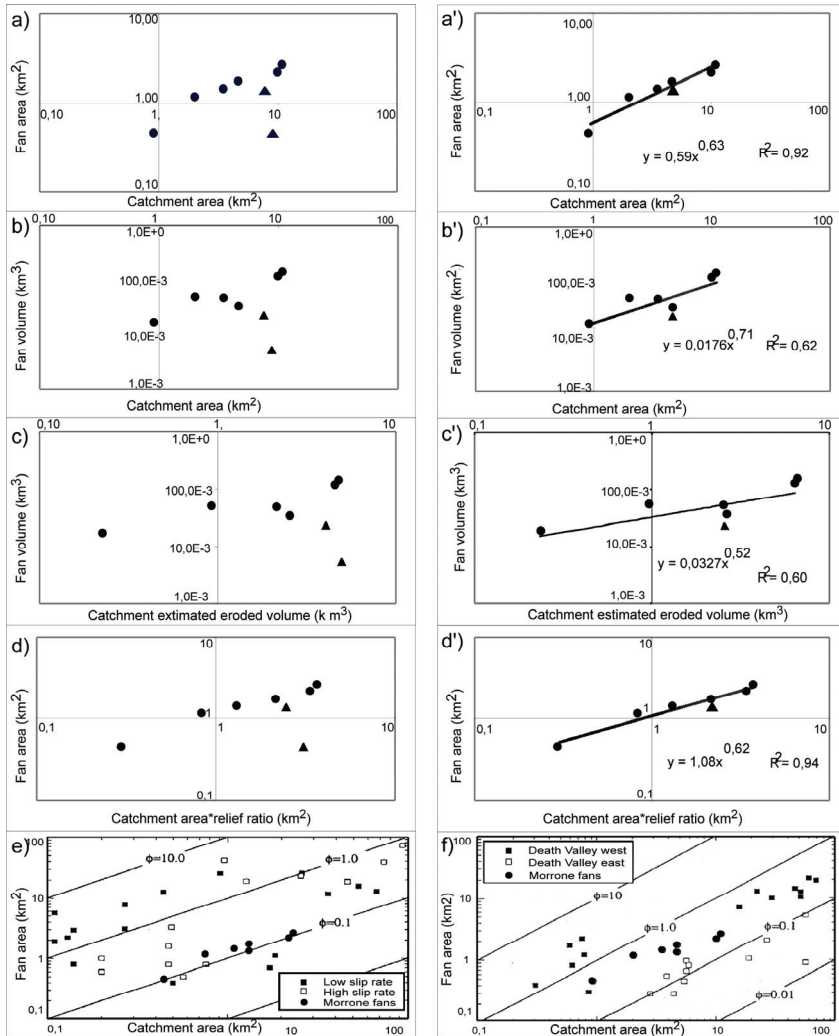 a)
10,00
Fan area (km2)
0,10
1,00
1
10
100
0,10
Catchment area (km2)
a')
10,00
Fan area (km2)
0,1
1,00
1
10
100
y = 0,59x0,63 R2= 0,92
0,10
Catchment area (km2)
b)
0,10
1
10
100
1,0E+0
Fan volume (km3)
100,0E-3
10,0E-3
1,0E-3
Catchment area (km2)
b')
0,1
1
10
100
1,0E+0
Fan volume (km2)
100,0E-3
10,0E-3
y = 0,0176x0,71 R2= 0,62
1,0E-3
Catchment area (km2)
c)
0,10
1,
10
1,0E+0
Fan volume (km3)
100,0E-3
10,0E-3
1,0E-3
Catchment extimated eroded volume (k m3)
c')
0,1
1
10
1,0E+0
Fan volume (km3)
100,0E-3
10,0E-3
y = 0,0327x0,52 R2= 0,60
1,0E-3
Catchment estimated eroded volume (km3)
d)
10
Fan area (km2)
0,1
1
1
10
0,1
Catchment area*relief ratio (km2)
d')
10
Fan area (km2)
0,1
1
1
10
y = 1,08x0,62 R2= 0,94
0,1
Catchment area*relief ratio (km2)
e)
100
10
1
0.1
Fan area (km2)
ϕ=10.0
ϕ=1.0
ϕ=0.1
Low slip rate
High slip rate
Morrone fans
0.1
1
10
100
Catchment area (km2)
f)
100
10
1
0.1
Fan area (km2)
Death Valley west
Death Valley east
Morrone fans
ϕ=10
ϕ=1.0
ϕ=0.1
ϕ=0.01
0.1
1
10
100
Catchment area (km2)